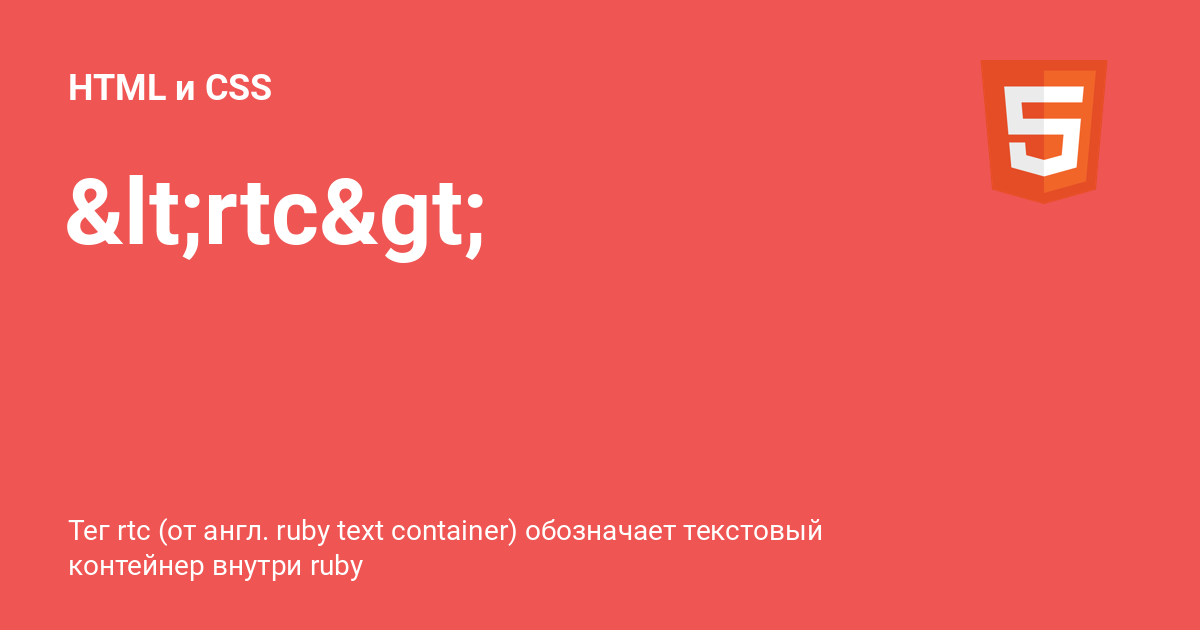 HTML и CSS
&lt;rtc&gt;
Тег rtc (от англ. ruby text container) обозначает текстовый
контейнер внутри ruby